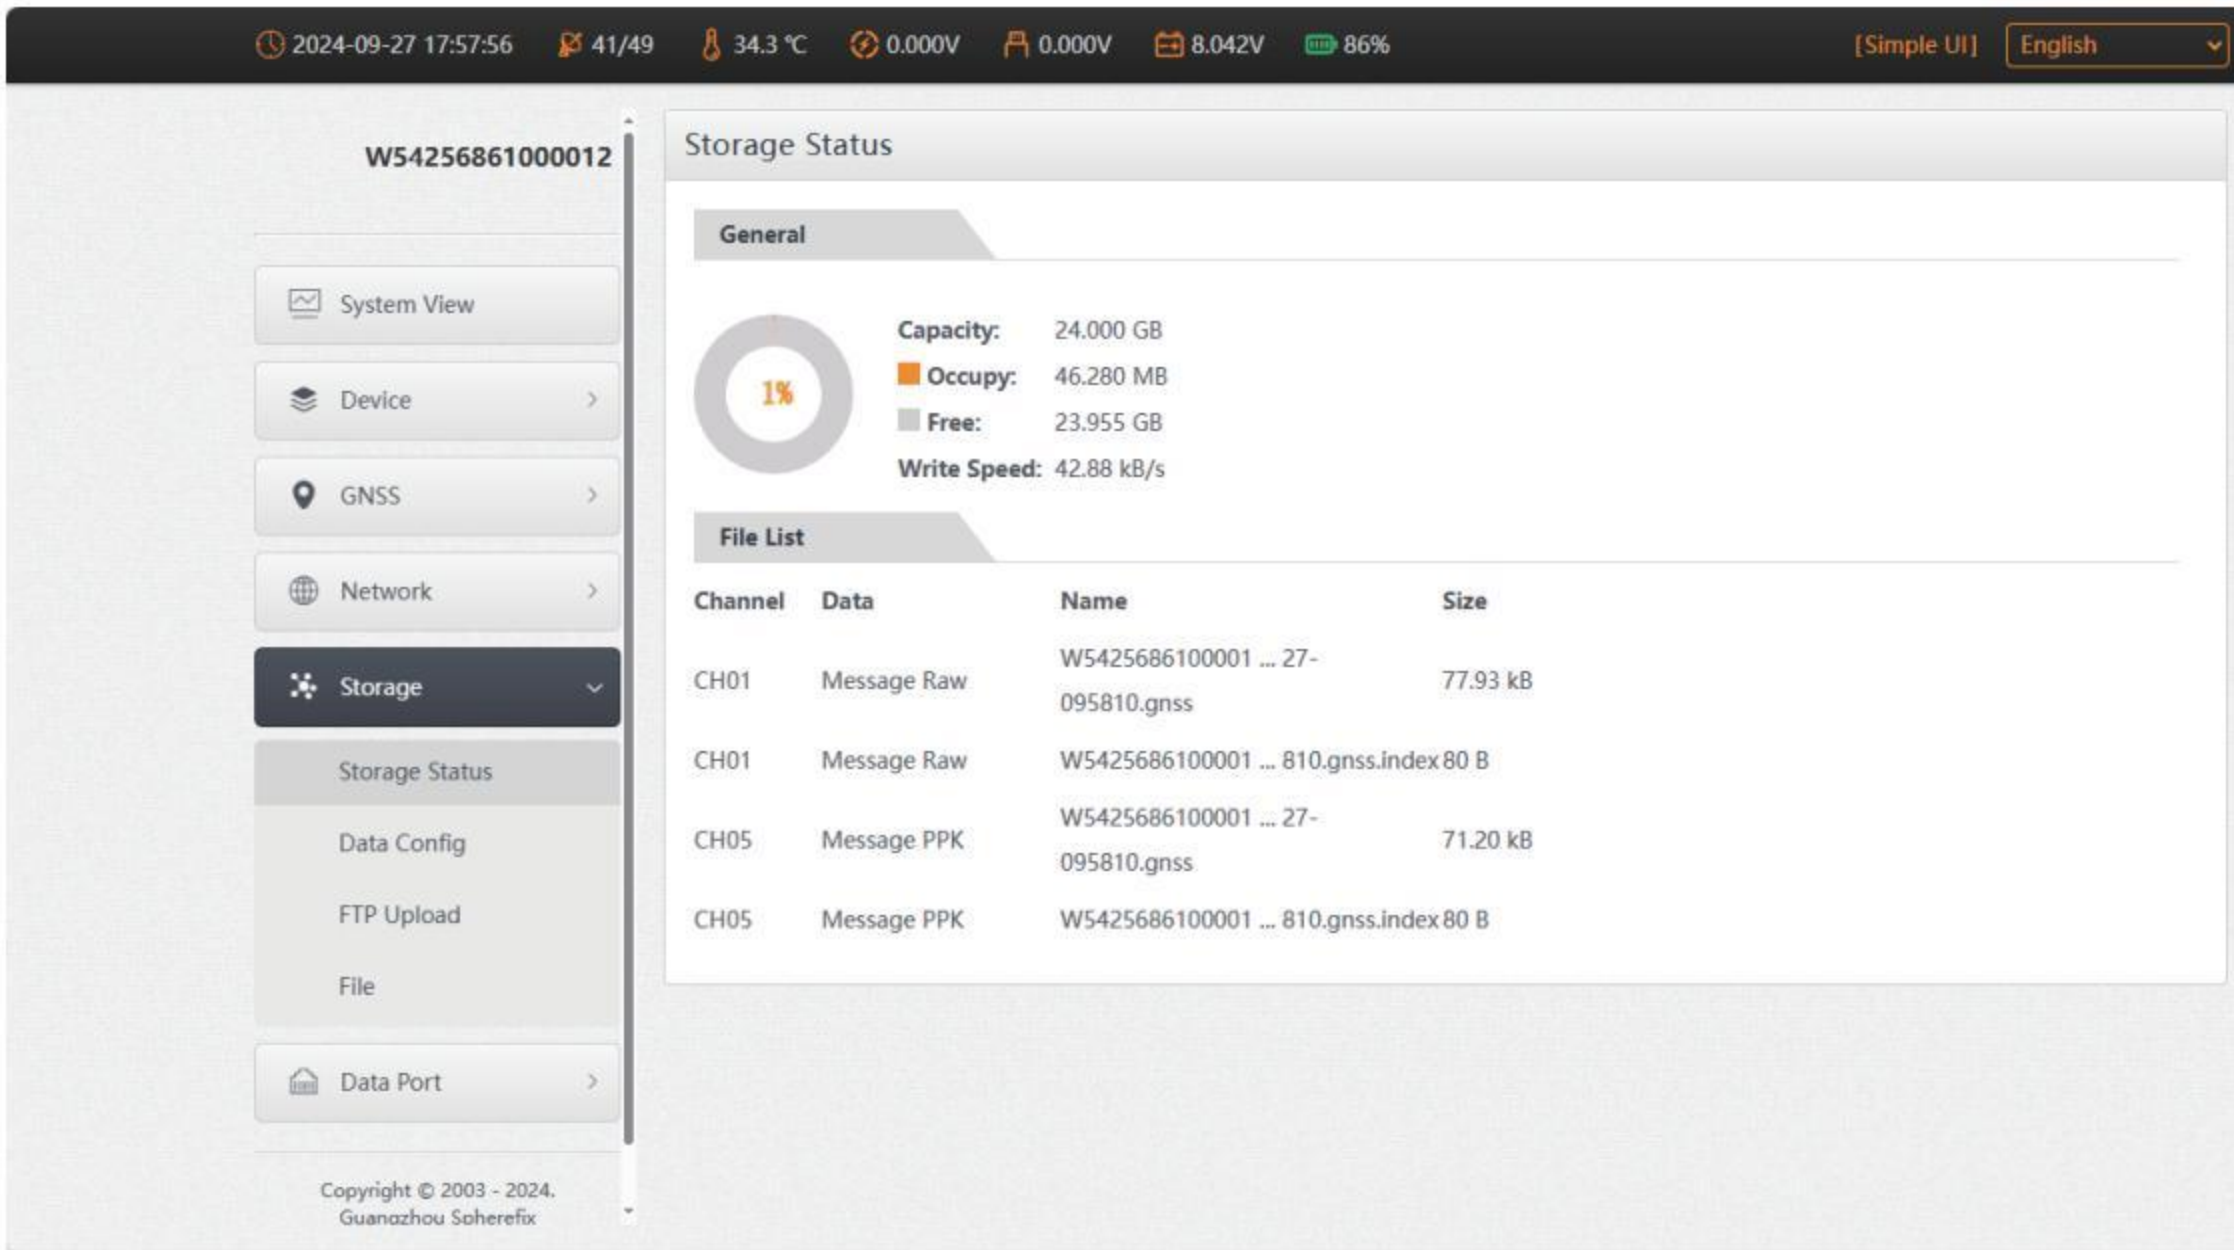 2024-09-27 17:57:56 41/49 34.3 ℃ 0.000V 0.000V 8.042V 86% [Simple UI] English
W54256861000012
System View
Device
GNSS
Network
Storage
Storage Status
Data Config
FTP Upload
File
Data Port
Copyright © 2003 - 2024.
Guangzhou Spherefix
Storage Status
General
1%
Capacity: 24.000 GB
Occupy: 46.280 MB
Free: 23.955 GB
Write Speed: 42.88 kB/s
File List
Channel Data Name Size
CH01 Message Raw W5425686100001 ... 27- 77.93 kB
095810.gnss
CH01 Message Raw W5425686100001 ... 810.gnss.index 80 B
CH05 Message PPK W5425686100001 ... 27- 71.20 kB
095810.gnss
CH05 Message PPK W5425686100001 ... 810.gnss.index 80 B